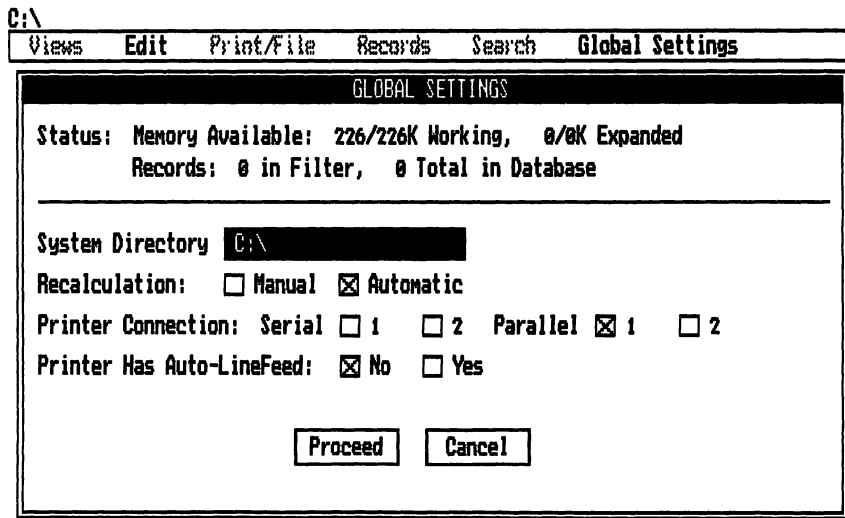 C:\
Views Edit Print/File Records Search Global Settings
GLOBAL SETTINGS
Status: Memory Available: 226/226K Working, 0/0K Expanded
Records: 0 in Filter, 0 Total in Database
System Directory C:\
Recalculation: Manual Automatic
Printer Connection: Serial 1 2 Parallel 1 2
Printer Has Auto-LineFeed: No Yes
Proceed Cancel